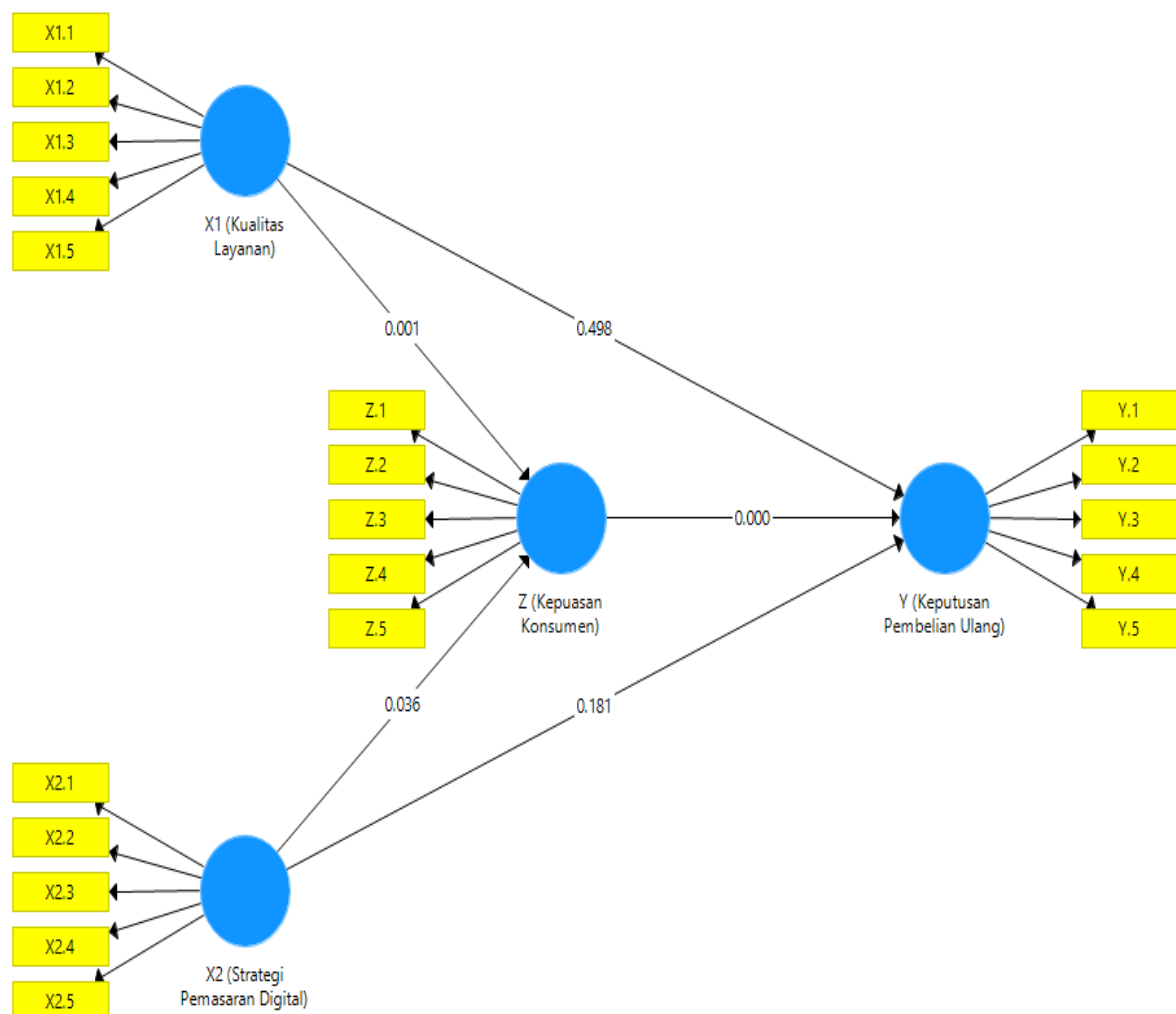 X1.1
X1.2
X1.3
X1.4
X1.5
X1 (Kualitas
Layanan)
0.001
0.498
Z.1
Z.2
Z.3
Z.4
Z.5
Z (Kepuasan
Konsumen)
0.000
Y (Keputusan
Pembelian Ulang)
Y.1
Y.2
Y.3
Y.4
Y.5
0.036
0.181
X2.1
X2.2
X2.3
X2.4
X2.5
X2 (Strategi
Pemasaran Digital)